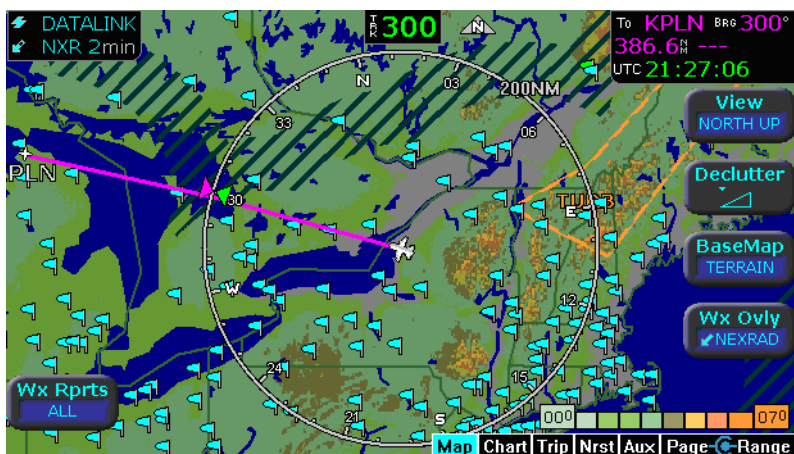 DATALINK
NXR 2min
TRK 300
N
To KPLN BRG 300°
386.6NM ---
UTC 21:27:06
N
03
200NM
33
06
View
NORTH UP
PLN
30
Declutter
TURB
E
W
BaseMap
TERRAIN
12
Wx Ovly
NEXRAD
24
15
Wx Rprts
ALL
21
S
000
070
Map Chart Trip Nrst Aux Page Range